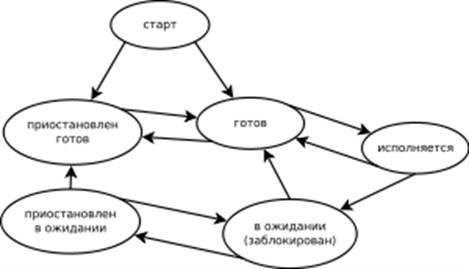 старт
приостановлен
готов
готов
исполняется
приостановлен
в ожидании
в ожидании
(заблокирован)